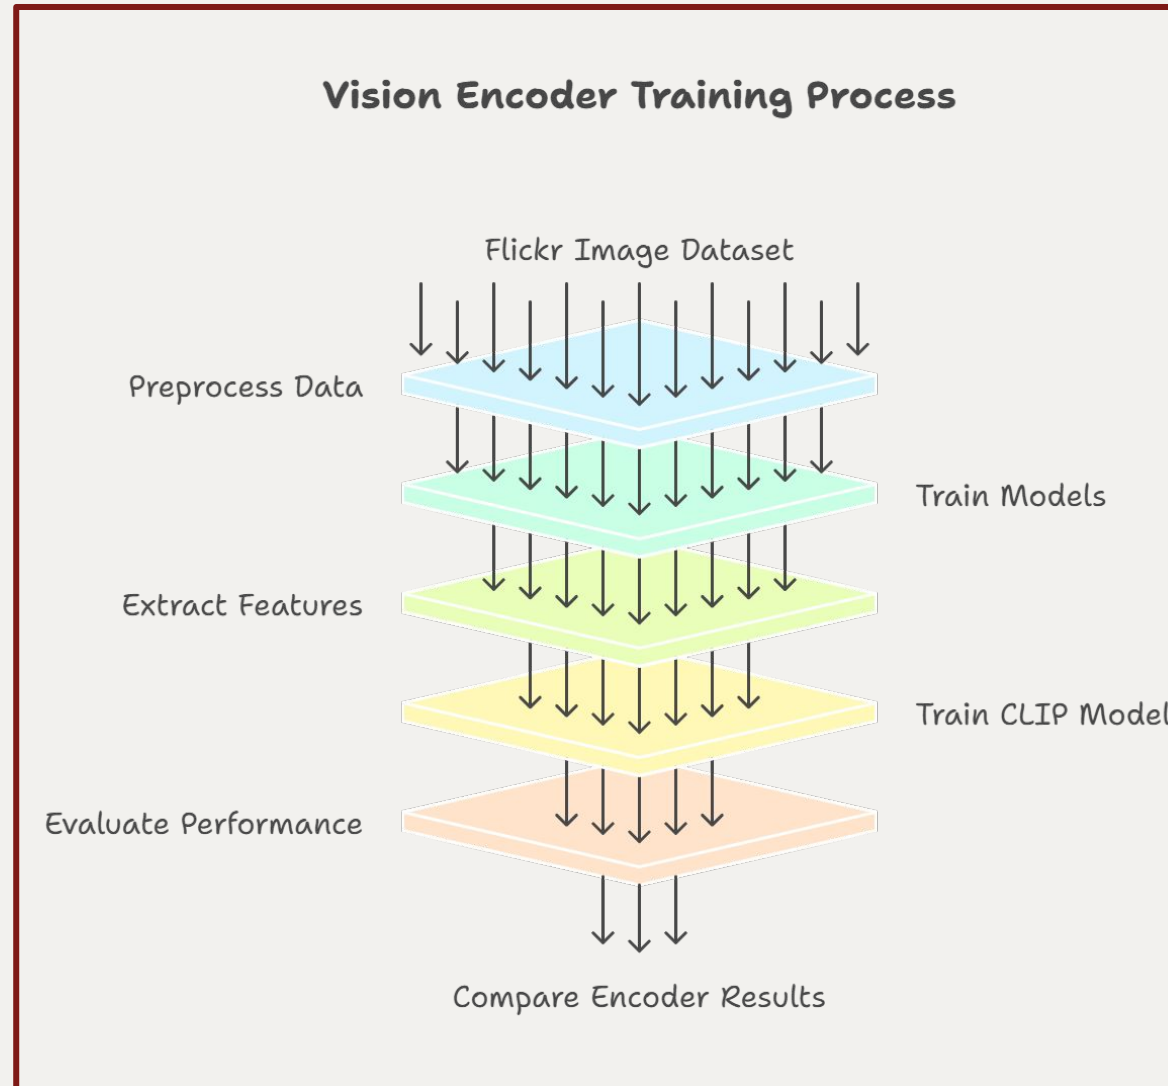 Vision Encoder Training Process
Flickr Image Dataset
Preprocess Data
Train Models
Extract Features
Train CLIP Model
Evaluate Performance
Compare Encoder Results